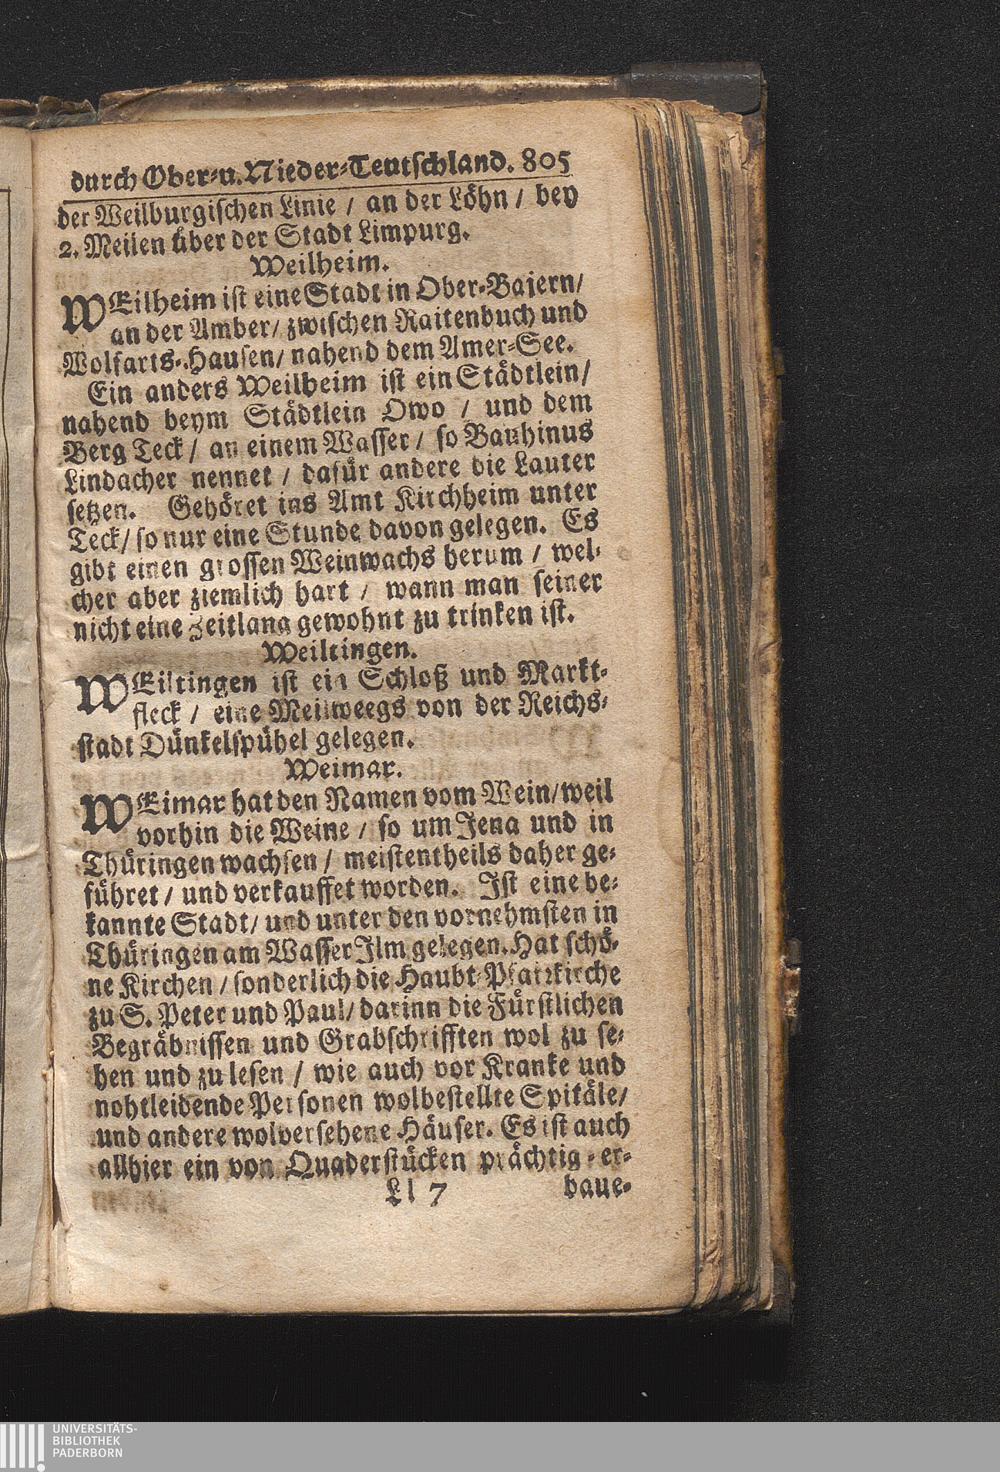 durch Ober- u. Nieder-Teutschland. 805
der Weilburgischen Linie / an der Löhn / bey
2. Meilen über der Stadt Limpurg.
Weilheim.
WEilheim ist eine Stadt in Ober-Bajern /
an der Amber / zwischen Raitenbuch und
Wolfarts-Hausen / nahend dem Amer-See.
Ein anders Weilheim ist ein Städtlein /
nahend beym Städtlein Owo / und dem
Berg Teck / an einem Wasser / so Bauhinus
Lindacher nennet / dafür andere die Lauter
setzen. Gehöret ins Amt Kirchheim unter
Teck / so nur eine Stunde davon gelegen. Es
gibt einen grossen Weinwachs herum / wel-
cher aber ziemlich hart / wann man seiner
nicht eine Zeitlang gewohnt zu trinken ist.
Weiltingen.
WEiltingen ist ein Schloß und Markt-
fleck / eine Meilweegs von der Reichs-
stadt Dünkelspühel gelegen.
Weimar.
WEimar hat den Namen vom Wein / weil
vorhin die Weine / so um Jena und in
Thüringen wachsen / meistentheils daher ge-
führet / und verkauffet worden. Ist eine be-
kannte Stadt / und unter den vornehmsten in
Thüringen am Wasser Ilm gelegen. Hat schö-
ne Kirchen / sonderlich die Haubt-Pfarrkirche
zu S. Peter und Paul / darinn die Fürstlichen
Begräbnissen und Grabschrifften wol zu se-
hen und zu lesen / wie auch vor Kranke und
nohtleidende Personen wolbestellte Spitäle /
und andere wolversehene Häuser. Es ist auch
allhier ein von Quaderstücken prächtig-er-
Ll 7 baue-
UNIVERSITÄTS-
BIBLIOTHEK
PADERBORN